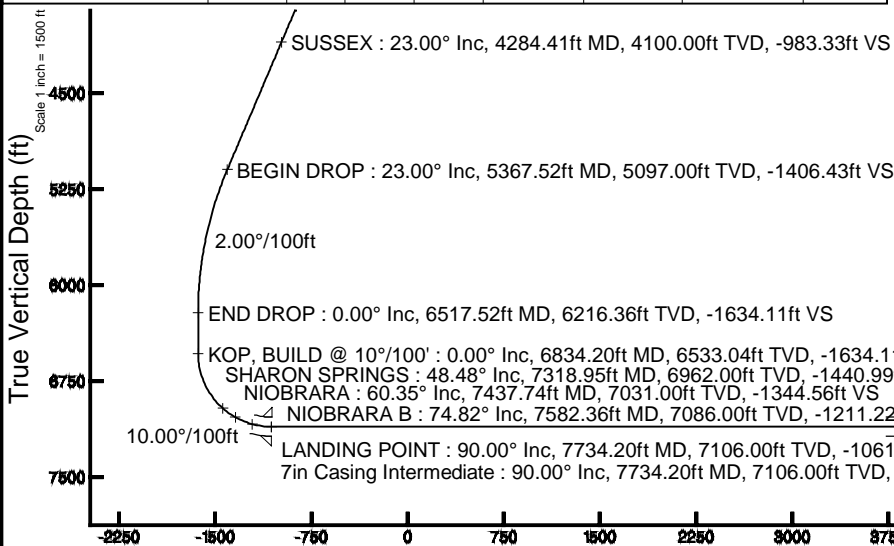 Scale 1 inch = 1500 ft
True Vertical Depth (ft)
SUSSEX : 23.00° Inc, 4284.41ft MD, 4100.00ft TVD, -983.33ft VS
4500
BEGIN DROP : 23.00° Inc, 5367.52ft MD, 5097.00ft TVD, -1406.43ft VS
5250
2.00°/100ft
6000
END DROP : 0.00° Inc, 6517.52ft MD, 6216.36ft TVD, -1634.11ft VS
KOP, BUILD @ 10°/100' : 0.00° Inc, 6834.20ft MD, 6533.04ft TVD, -1634.1
SHARON SPRINGS : 48.48° Inc, 7318.95ft MD, 6962.00ft TVD, -1440.99
6750
NIOBRARA : 60.35° Inc, 7437.74ft MD, 7031.00ft TVD, -1344.56ft VS
NIOBRARA B : 74.82° Inc, 7582.36ft MD, 7086.00ft TVD, -1211.22
10.00°/100ft
LANDING POINT : 90.00° Inc, 7734.20ft MD, 7106.00ft TVD, -1061
7in Casing Intermediate : 90.00° Inc, 7734.20ft MD, 7106.00ft TVD,
7500
-2250 -1500 -750 0 750 1500 2250 3000 375